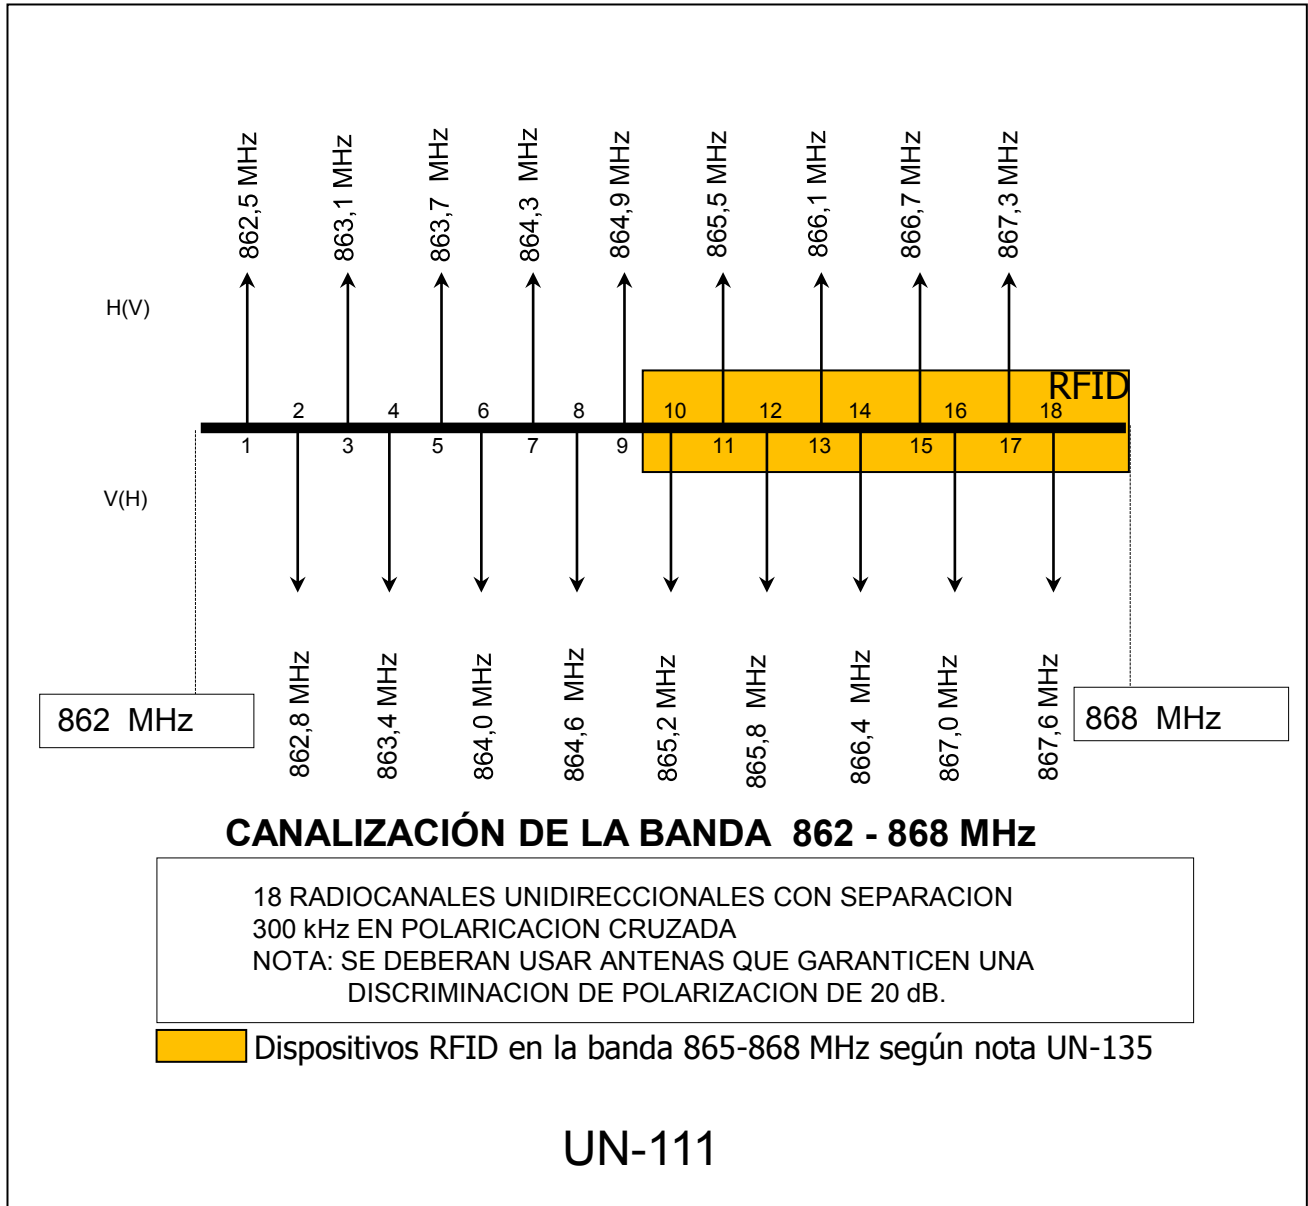 862,5 MHz
863,1 MHz
863,7 MHz
864,3 MHz
864,9 MHz
865,5 MHz
866,1 MHz
866,7 MHz
867,3 MHz
H(V)
RFID
2
4
6
8
10
12
14
16
18
1
3
5
7
9
11
13
15
17
V(H)
862,8 MHz
863,4 MHz
864,0 MHz
864,6 MHz
865,2 MHz
865,8 MHz
866,4 MHz
867,0 MHz
867,6 MHz
862 MHz
868 MHz
CANALIZACIÓN DE LA BANDA 862 - 868 MHz
18 RADIOCANALES UNIDIRECCIONALES CON SEPARACION
300 kHz EN POLARICACION CRUZADA
NOTA: SE DEBERAN USAR ANTENAS QUE GARANTICEN UNA
DISCRIMINACION DE POLARIZACION DE 20 dB.
Dispositivos RFID en la banda 865-868 MHz según nota UN-135
UN-111